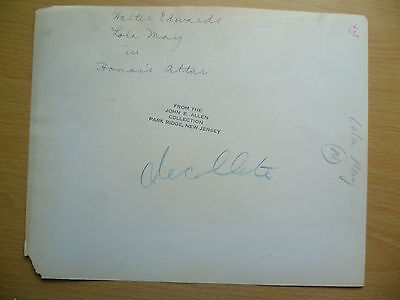 Walter Edwards
Lola May
in
Honor's Altar
FROM THE
JOHN E. ALLEN
COLLECTION
PARK RIDGE, NEW JERSEY
decollete
Lola May